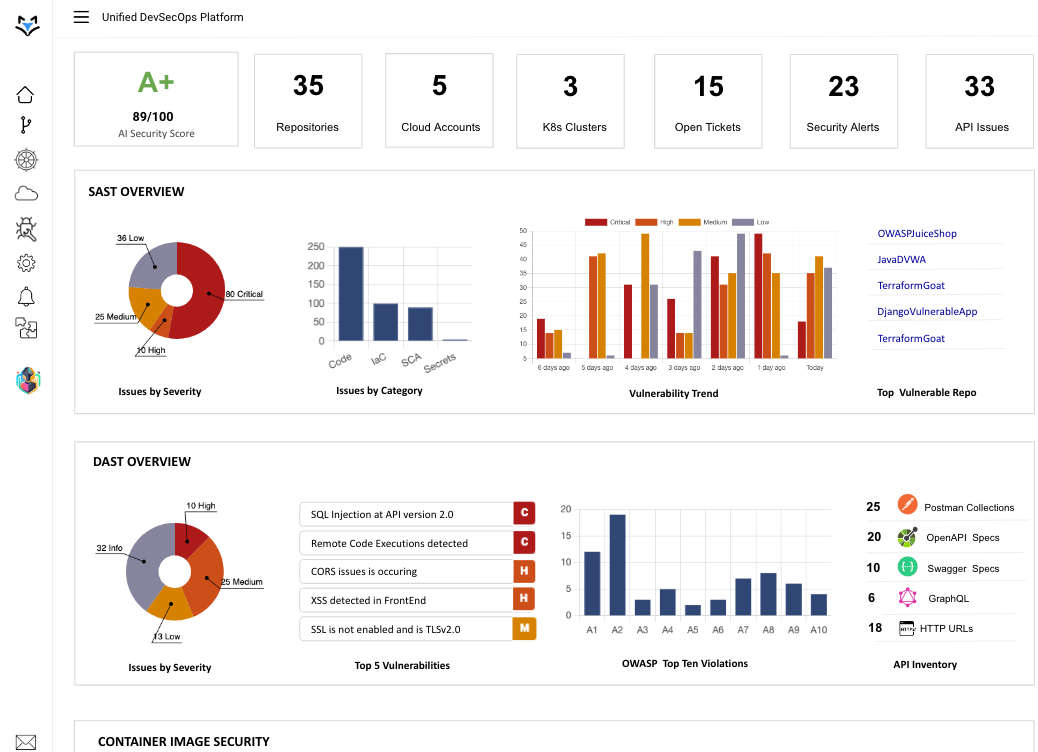 Unified DevSecOps Platform
A+
89/100
AI Security Score
35
Repositories
5
Cloud Accounts
3
K8s Clusters
15
Open Tickets
23
Security Alerts
33
API Issues
SAST OVERVIEW
36 Low
80 Critical
25 Medium
10 High
Issues by Severity
250
200
150
100
50
0
Code
IaC
SCA
Secrets
Issues by Category
Critical
High
Medium
Low
50
45
40
35
30
25
20
15
10
5
6 days ago
5 days ago
4 days ago
3 days ago
2 days ago
1 day ago
Today
Vulnerability Trend
OWASPJuiceShop
JavaDVWA
TerraformGoat
DjangoVulnerableApp
TerraformGoat
Top Vulnerable Repo
DAST OVERVIEW
10 High
32 Info
25 Medium
13 Low
Issues by Severity
SQL Injection at API version 2.0 C
Remote Code Executions detected C
CORS issues is occuring H
XSS detected in FrontEnd H
SSL is not enabled and is TLSv2.0 M
Top 5 Vulnerabilities
20
15
10
5
0
A1 A2 A3 A4 A5 A6 A7 A8 A9 A10
OWASP Top Ten Violations
25 Postman Collections
20 OpenAPI Specs
10 Swagger Specs
6 GraphQL
18 HTTP HTTP URLs
API Inventory
CONTAINER IMAGE SECURITY